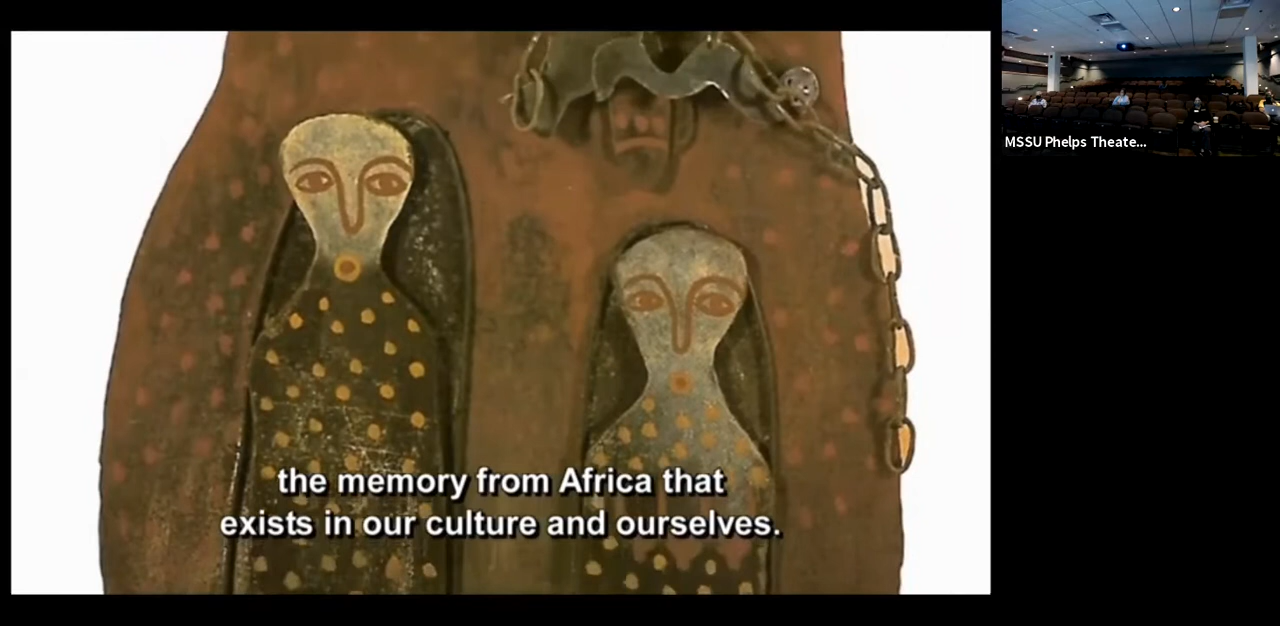 the memory from Africa that
exists in our culture and ourselves.
MSSU Phelps Theate...